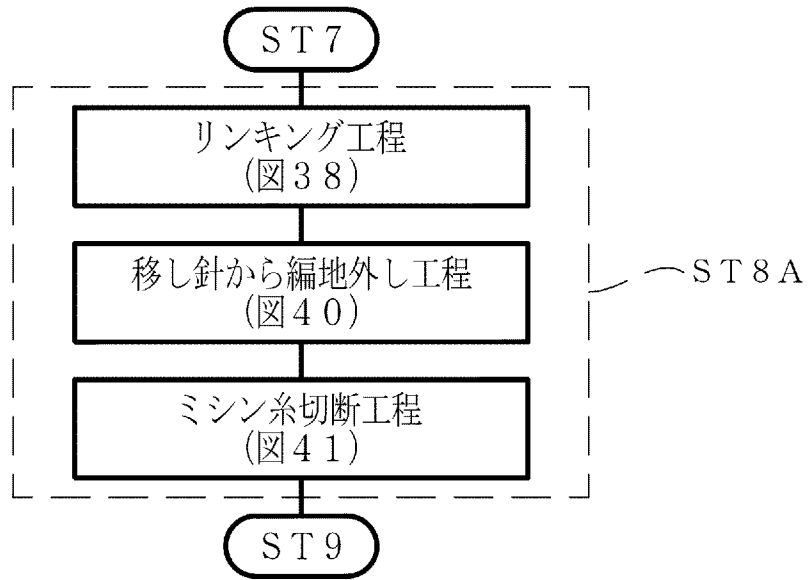 ＳＴ７
リンキング工程
(図３８)
移し針から編地外し工程
(図４０)
ＳＴ８Ａ
ミシン糸切断工程
(図４１)
ＳＴ９